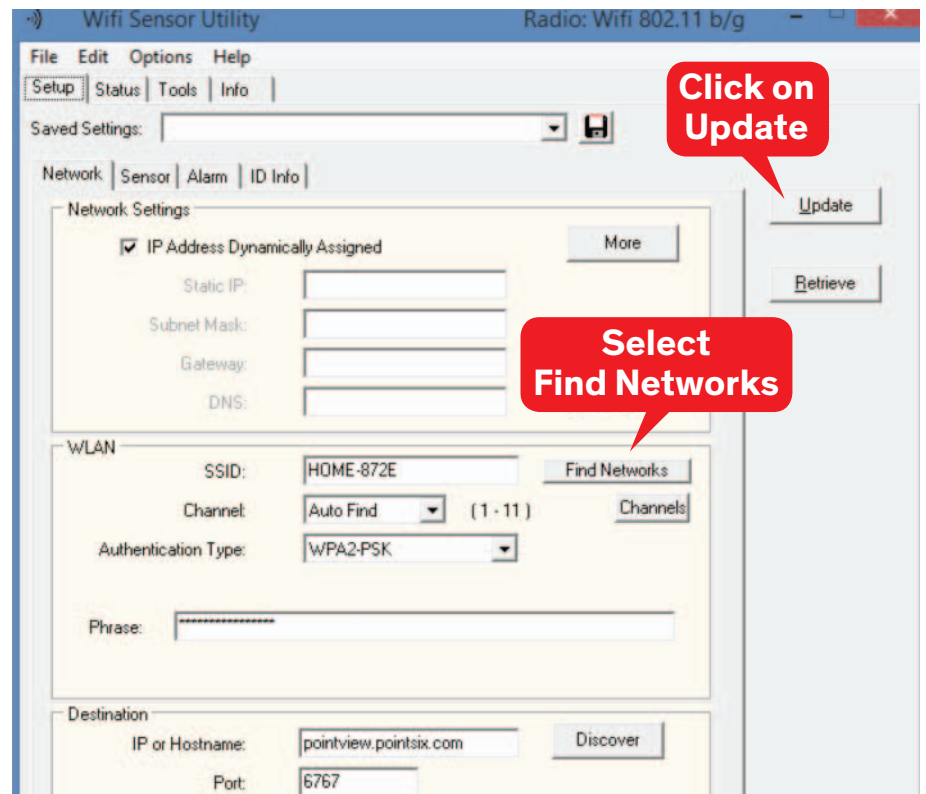 Wifi Sensor Utility Radio: Wifi 802.11 b/g
File Edit Options Help
Setup Status Tools Info
Click on
Update
Saved Settings:
Network Sensor Alarm ID Info
Network Settings
Update
IP Address Dynamically Assigned More
Static IP:
Retrieve
Subnet Mask:
Gateway:
DNS:
Select
Find Networks
WLAN
SSID: HOME-872E Find Networks
Channel: Auto Find (1 - 11) Channels
Authentication Type: WPA2-PSK
Phrase: ****************
Destination
IP or Hostname: pointview.pointsix.com Discover
Port: 6767